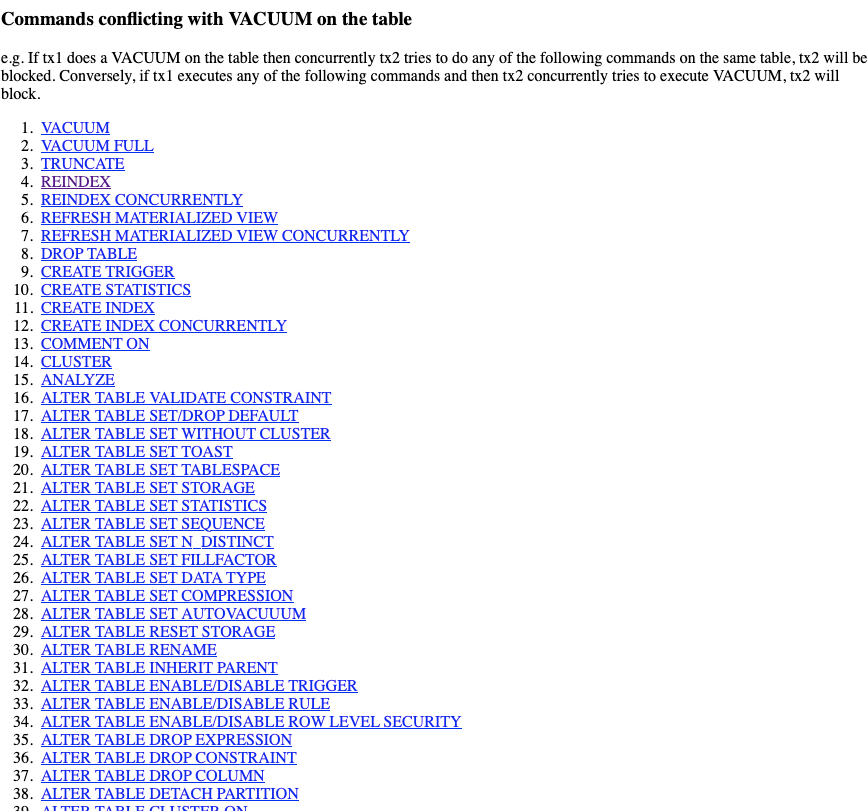 Commands conflicting with VACUUM on the table
e.g. If tx1 does a VACUUM on the table then concurrently tx2 tries to do any of the following commands on the same table, tx2 will be
blocked. Conversely, if tx1 executes any of the following commands and then tx2 concurrently tries to execute VACUUM, tx2 will
block.
1. VACUUM
2. VACUUM FULL
3. TRUNCATE
4. REINDEX
5. REINDEX CONCURRENTLY
6. REFRESH MATERIALIZED VIEW
7. REFRESH MATERIALIZED VIEW CONCURRENTLY
8. DROP TABLE
9. CREATE TRIGGER
10. CREATE STATISTICS
11. CREATE INDEX
12. CREATE INDEX CONCURRENTLY
13. COMMENT ON
14. CLUSTER
15. ANALYZE
16. ALTER TABLE VALIDATE CONSTRAINT
17. ALTER TABLE SET/DROP DEFAULT
18. ALTER TABLE SET WITHOUT CLUSTER
19. ALTER TABLE SET TOAST
20. ALTER TABLE SET TABLESPACE
21. ALTER TABLE SET STORAGE
22. ALTER TABLE SET STATISTICS
23. ALTER TABLE SET SEQUENCE
24. ALTER TABLE SET N_DISTINCT
25. ALTER TABLE SET FILLFACTOR
26. ALTER TABLE SET DATA TYPE
27. ALTER TABLE SET COMPRESSION
28. ALTER TABLE SET AUTOVACUUUM
29. ALTER TABLE RESET STORAGE
30. ALTER TABLE RENAME
31. ALTER TABLE INHERIT PARENT
32. ALTER TABLE ENABLE/DISABLE TRIGGER
33. ALTER TABLE ENABLE/DISABLE RULE
34. ALTER TABLE ENABLE/DISABLE ROW LEVEL SECURITY
35. ALTER TABLE DROP EXPRESSION
36. ALTER TABLE DROP CONSTRAINT
37. ALTER TABLE DROP COLUMN
38. ALTER TABLE DETACH PARTITION
39. ALTER TABLE CLUSTER ON